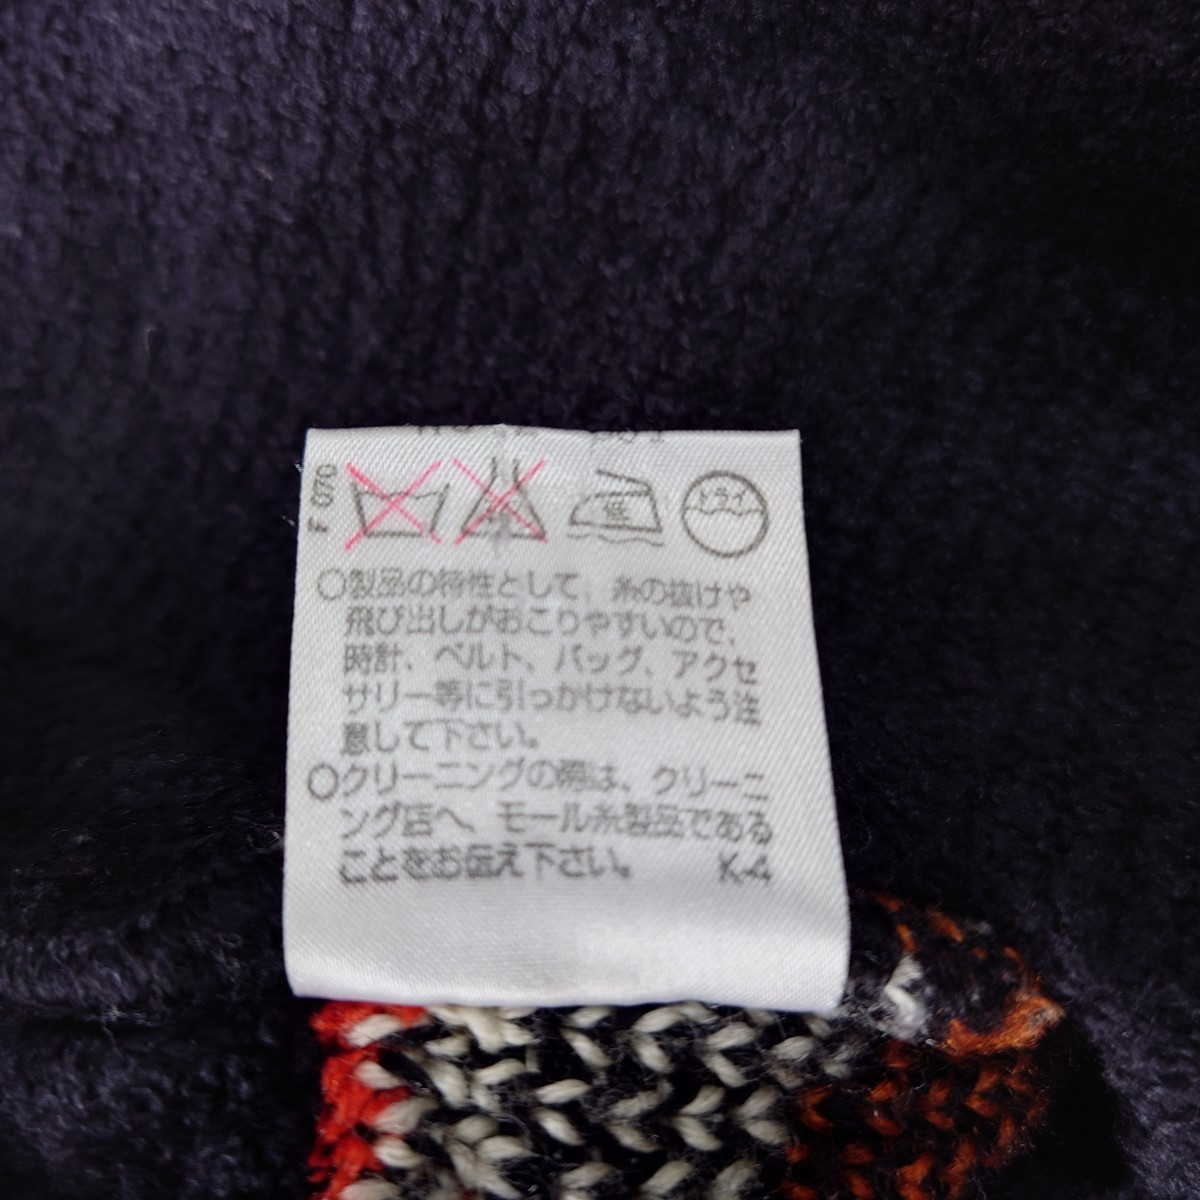 F 070
低
ドライ
○製品の特性として、糸の抜けや
飛び出しがおこりやすいので、
時計、ベルト、バッグ、アクセ
サリー等に引っかけないよう注
意して下さい。
○クリーニングの際は、クリーニ
ング店へ、モール糸製品である
ことをお伝え下さい。 K-4